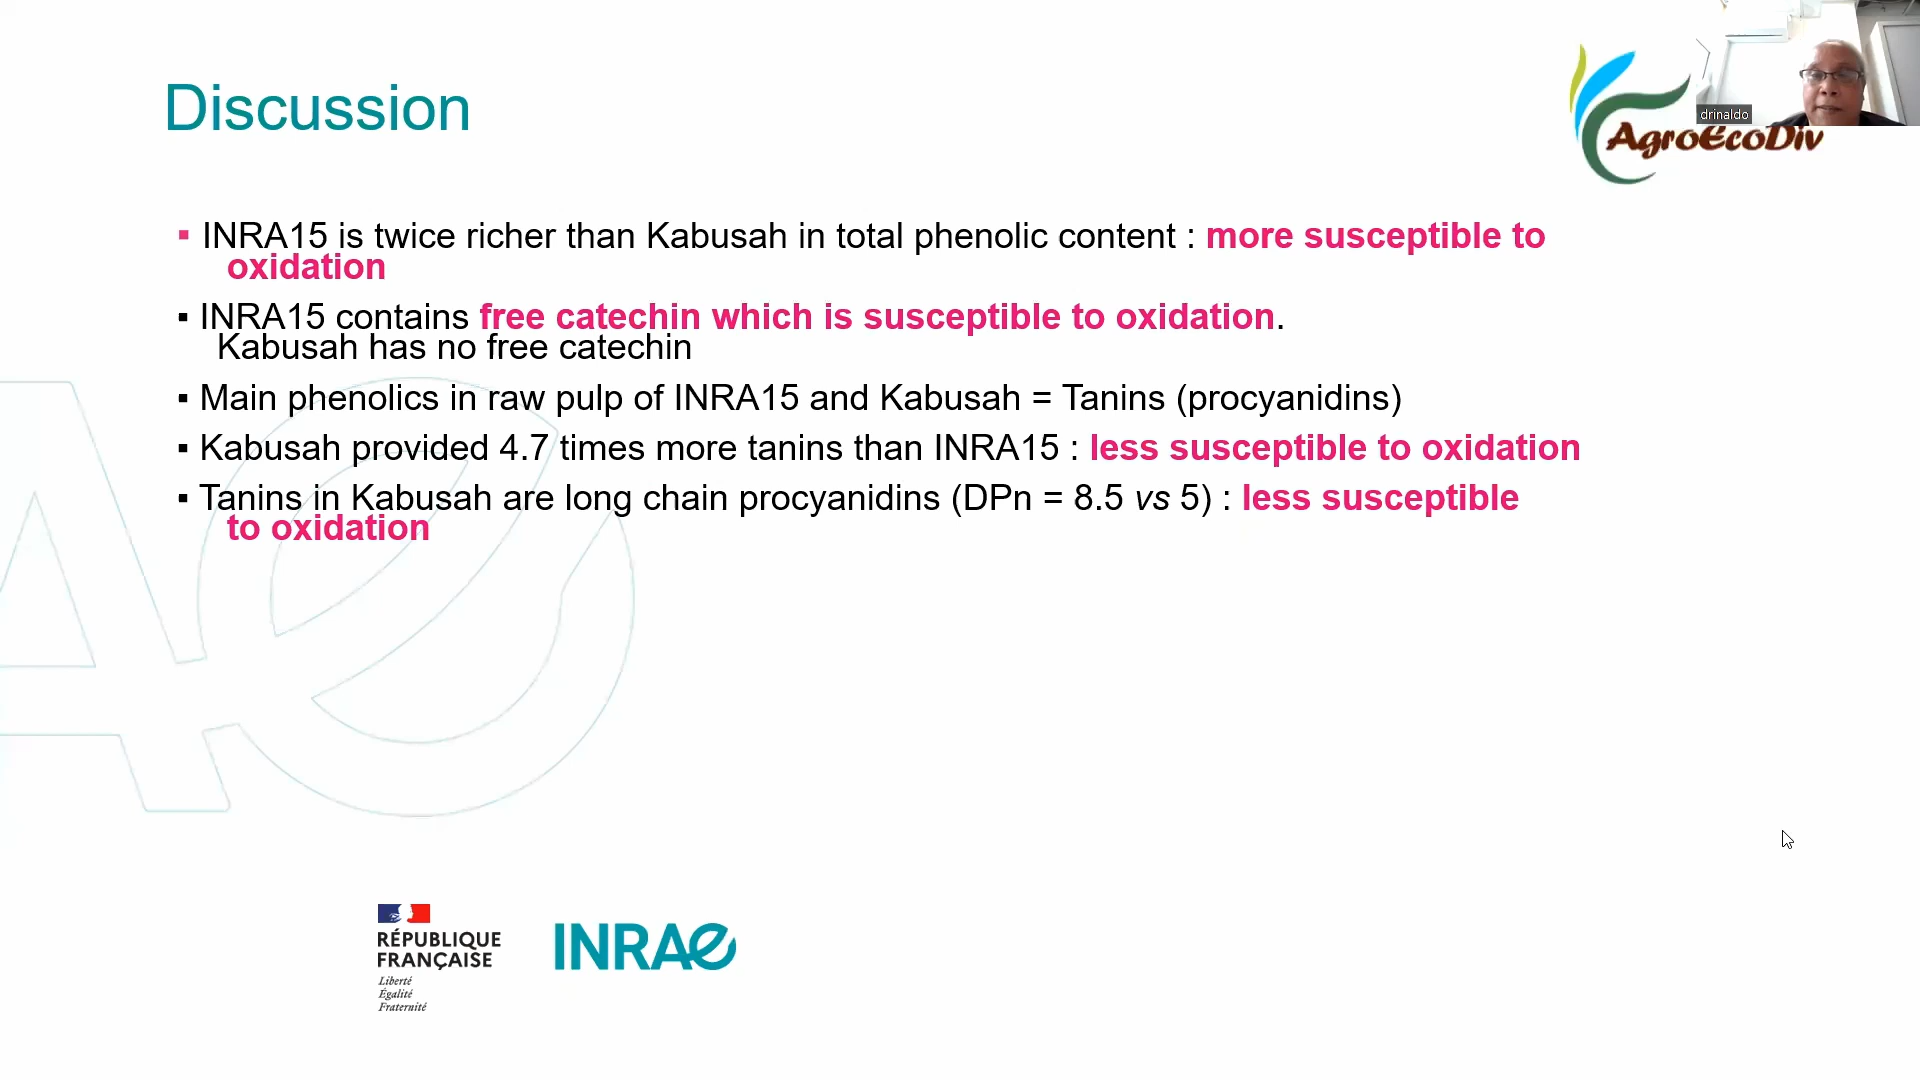 Discussion
drinaldo
AgroEcoDiv
▪ INRA15 is twice richer than Kabusah in total phenolic content : more susceptible to
oxidation
▪ INRA15 contains free catechin which is susceptible to oxidation.
Kabusah has no free catechin
▪ Main phenolics in raw pulp of INRA15 and Kabusah = Tanins (procyanidins)
▪ Kabusah provided 4.7 times more tanins than INRA15 : less susceptible to oxidation
▪ Tanins in Kabusah are long chain procyanidins (DPn = 8.5 vs 5) : less susceptible
to oxidation
RÉPUBLIQUE
FRANÇAISE
Liberté
Égalité
Fraternité
INRAE